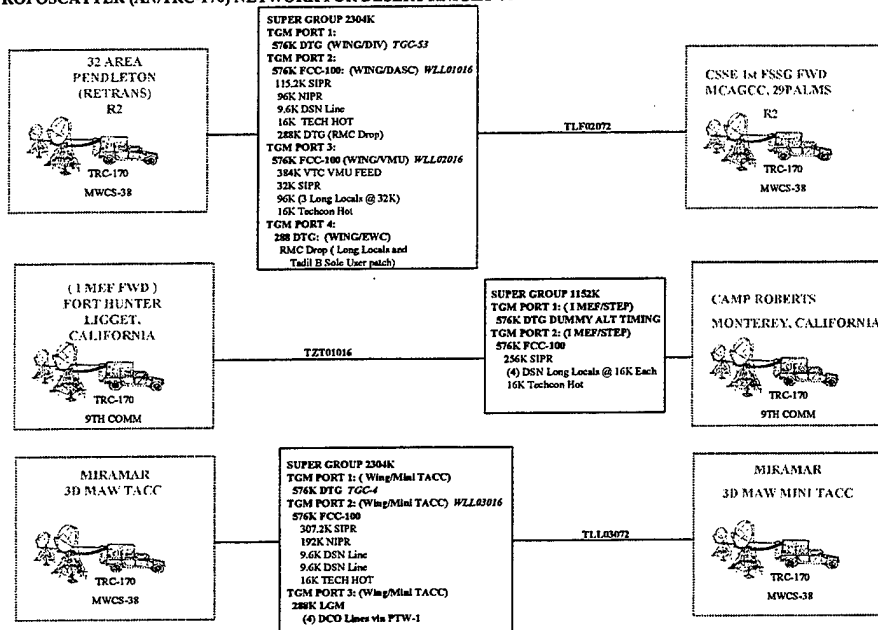 (AN/TRC-170) NETWORK FOR DESERT
32 AREA
PENDLETON
(RETRANS)
R2
TRC-170
MWCS-38
SUPER GROUP 2304K
TGM PORT 1:
576K DTG (WING/DIV) TGC-53
TGM PORT 2:
576K FCC-100: (WING/DASC) WLL01016
115.2K SIPR
96K NIPR
9.6K DSN Line
16K TECH HOT
288K DTG (RMC Drop)
TGM PORT 3:
576K FCC-100 (WING/VMU) WLL02016
384K VTC VMU FEED
32K SIPR
96K (3 Long Locals @ 32K)
16K Techcon Hot
TGM PORT 4:
288 DTG: (WING/EWC)
RMC Drop ( Long Locals and
Tadil B Sole User patch)
TLF02072
CSSE 1st FSSG FWD
MCAGCC, 29PALMS
R2
TRC-170
MWCS-38
( I MEF FWD )
FORT HUNTER
LIGGET,
CALIFORNIA
TRC-170
9TH COMM
TZT01016
SUPER GROUP 1152K
TGM PORT 1: ( I MEF/STEP)
576K DTG DUMMY ALT TIMING
TGM PORT 2: (I MEF/STEP)
576K FCC-100
256K SIPR
(4) DSN Long Locals @ 16K Each
16K Techcon Hot
CAMP ROBERTS
MONTEREY, CALIFORNIA
TRC-170
9TH COMM
MIRAMAR
3D MAW TACC
TRC-170
MWCS-38
SUPER GROUP 2304K
TGM PORT 1: ( Wing/Mini TACC)
576K DTG TGC-4
TGM PORT 2: (Wing/Mini TACC) WLL03016
576K FCC-100
307.2K SIPR
192K NIPR
9.6K DSN Line
9.6K DSN Line
16K TECH HOT
TGM PORT 3: (Wing/Mini TACC)
288K LGM
(4) DCO Lines via PTW-1
TLL03072
MIRAMAR
3D MAW MINI TACC
TRC-170
MWCS-38